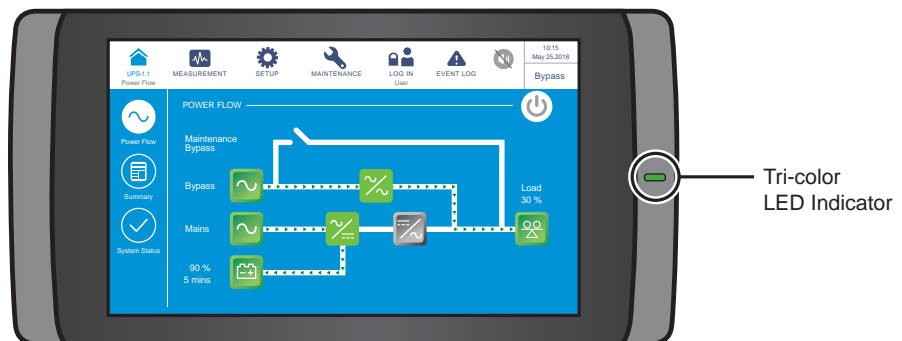 UPS-1.1
Power Flow
MEASUREMENT
SETUP
MAINTENANCE
LOG IN
User
EVENT LOG
10:15
May 25,2018
Bypass
Power Flow
Summary
System Status
POWER FLOW
Maintenance
Bypass
Bypass
Mains
90 %
5 mins
Load
30 %
Tri-color
LED Indicator